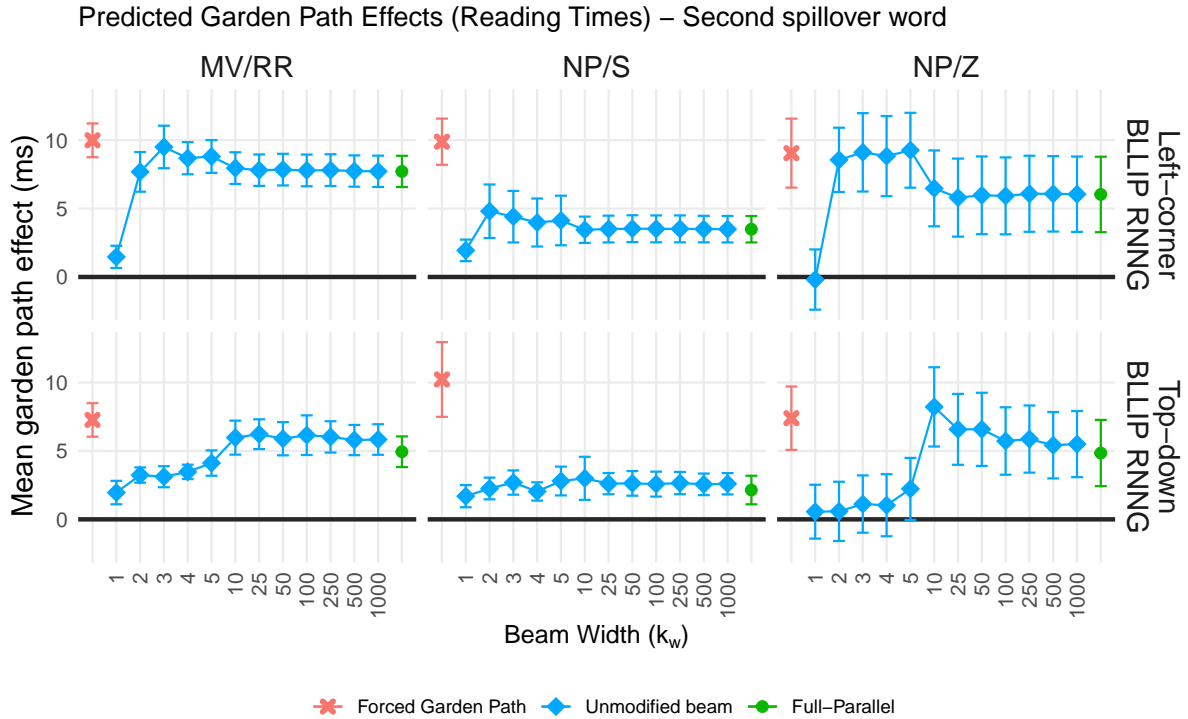 Predicted Garden Path Effects (Reading Times) – Second spillover word
MV/RR NP/S NP/Z
Mean garden path effect (ms)
10
5
0
Left−corner
BLLIP RNNG
10
5
0
Top−down
BLLIP RNNG
1 2 3 4 5 10 25 50 100 250 500 1000
1 2 3 4 5 10 25 50 100 250 500 1000
1 2 3 4 5 10 25 50 100 250 500 1000
Beam Width (kw)
Forced Garden Path Unmodified beam Full−Parallel